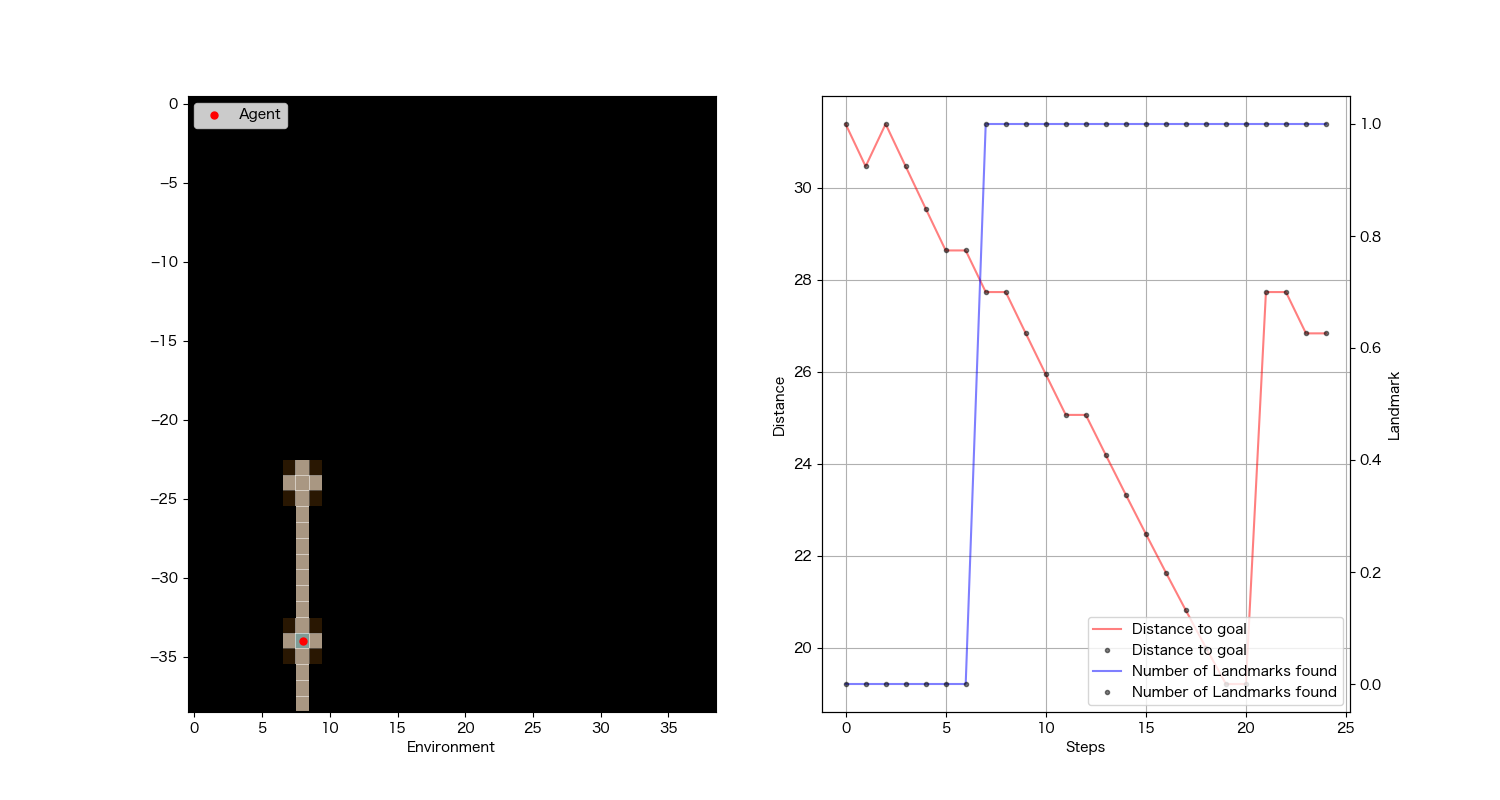 Agent
0
−5
−10
−15
−20
−25
−30
−35
0 5 10 15 20 25 30 35
Environment
30
28
26
24
22
20
Distance
1.0
0.8
0.6
0.4
0.2
0.0
Landmark
Distance to goal
Distance to goal
Number of Landmarks found
Number of Landmarks found
0 5 10 15 20 25
Steps